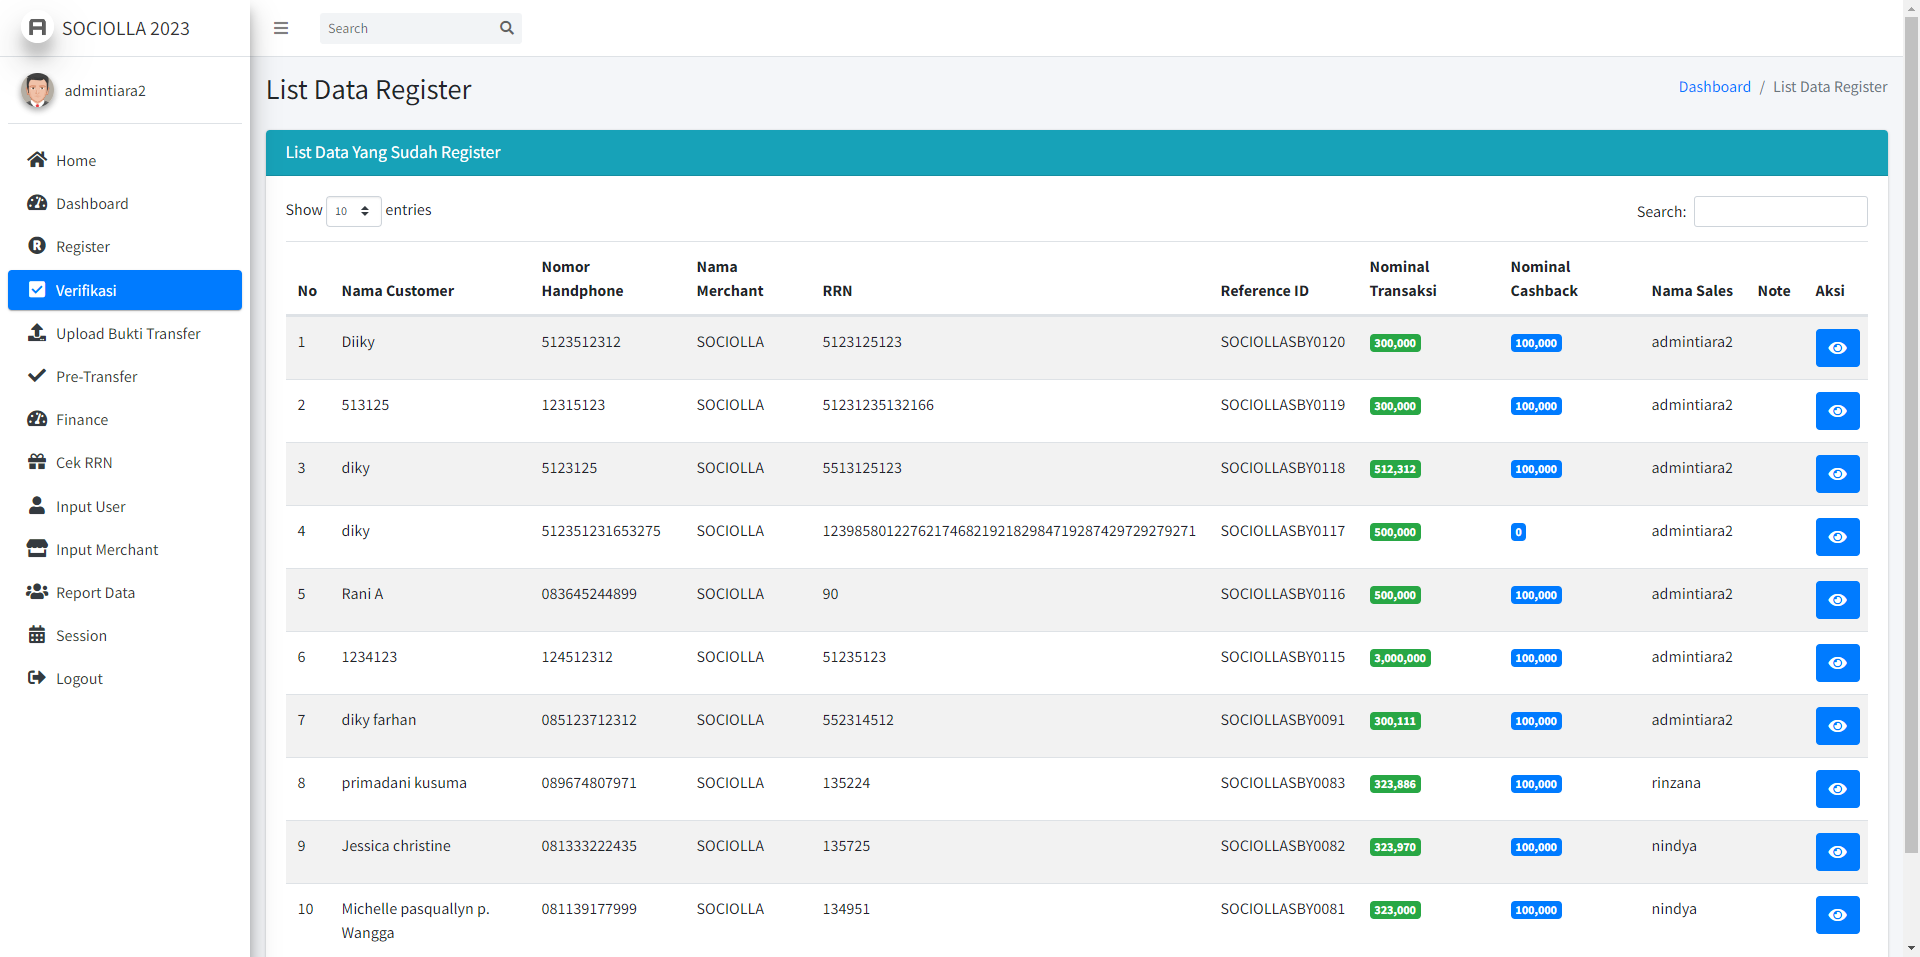 SOCIOLLA 2023
Search
admintiara2
Home
Dashboard
Register
Verifikasi
Upload Bukti Transfer
Pre-Transfer
Finance
Cek RRN
Input User
Input Merchant
Report Data
Session
Logout
List Data Register
Dashboard / List Data Register
List Data Yang Sudah Register
Show 10 entries
Search:
No Nama Customer Nomor Handphone Nama Merchant RRN Reference ID Nominal Transaksi Nominal Cashback Nama Sales Note Aksi
1 Diiky 5123512312 SOCIOLLA 5123125123 SOCIOLLASBY0120 300,000 100,000 admintiara2
2 513125 12315123 SOCIOLLA 51231235132166 SOCIOLLASBY0119 300,000 100,000 admintiara2
3 diky 5123125 SOCIOLLA 5513125123 SOCIOLLASBY0118 512,312 100,000 admintiara2
4 diky 512351231653275 SOCIOLLA 12398580122762174682192182984719287429729279271 SOCIOLLASBY0117 500,000 0 admintiara2
5 Rani A 083645244899 SOCIOLLA 90 SOCIOLLASBY0116 500,000 100,000 admintiara2
6 1234123 124512312 SOCIOLLA 51235123 SOCIOLLASBY0115 3,000,000 100,000 admintiara2
7 diky farhan 085123712312 SOCIOLLA 552314512 SOCIOLLASBY0091 300,111 100,000 admintiara2
8 primadani kusuma 089674807971 SOCIOLLA 135224 SOCIOLLASBY0083 323,886 100,000 rinzana
9 Jessica christine 081333222435 SOCIOLLA 135725 SOCIOLLASBY0082 323,970 100,000 nindya
10 Michelle pasquallyn p. Wangga 081139177999 SOCIOLLA 134951 SOCIOLLASBY0081 323,000 100,000 nindya